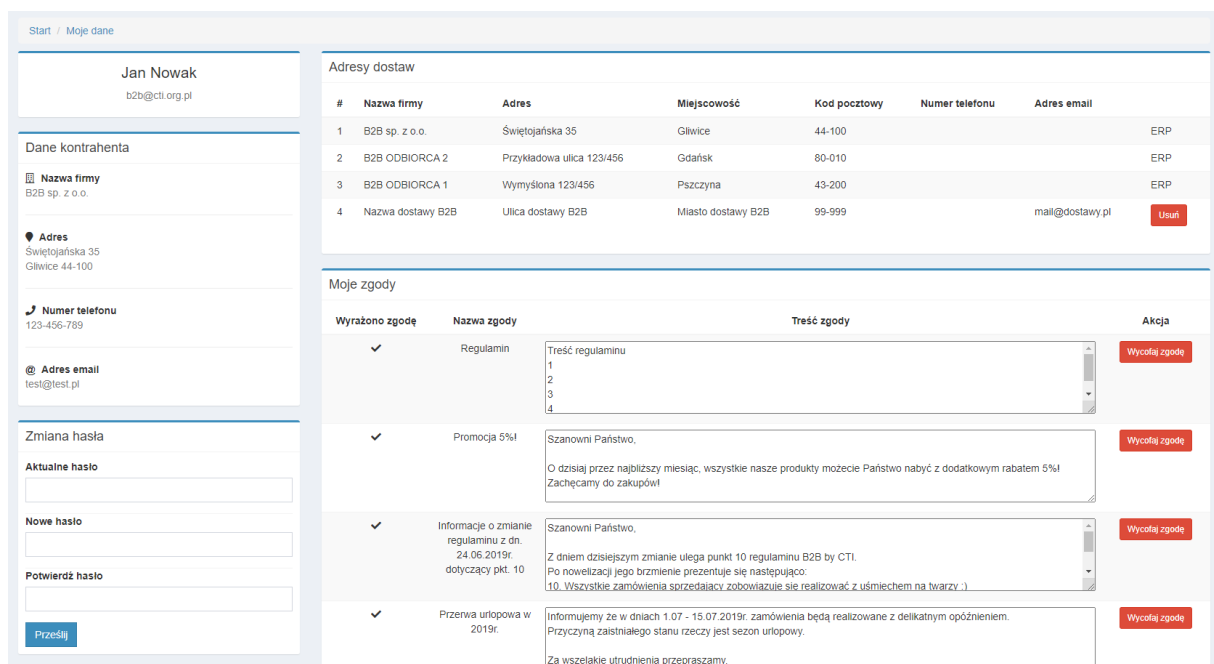 Start / Moje dane
Jan Nowak
b2b@cti.org.pl
Dane kontrahenta
Nazwa firmy
B2B sp. z o.o.
Adres
Świętojańska 35
Gliwice 44-100
Numer telefonu
123-456-789
@ Adres email
test@test.pl
Zmiana hasła
Aktualne hasło
Nowe hasło
Potwierdź hasło
Prześlij
Adresy dostaw
# Nazwa firmy Adres Miejscowość Kod pocztowy Numer telefonu Adres email
1 B2B sp. z o.o. Świętojańska 35 Gliwice 44-100 ERP
2 B2B ODBIORCA 2 Przykładowa ulica 123/456 Gdańsk 80-010 ERP
3 B2B ODBIORCA 1 Wymyślona 123/456 Pszczyna 43-200 ERP
4 Nazwa dostawy B2B Ulica dostawy B2B Miasto dostawy B2B 99-999 mail@dostawy.pl Usuń
Moje zgody
Wyrażono zgodę Nazwa zgody Treść zgody Akcja
Regulamin
Treść regulaminu
1
2
3
4
Wycofaj zgodę
Promocja 5%!
Szanowni Państwo,
O dzisiaj przez najbliższy miesiąc, wszystkie nasze produkty możecie Państwo nabyć z dodatkowym rabatem 5%!
Zachęcamy do zakupów!
Wycofaj zgodę
Informacje o zmianie
regulaminu z dn.
24.06.2019r.
dotyczący pkt. 10
Szanowni Państwo,
Z dniem dzisiejszym zmianie ulega punkt 10 regulaminu B2B by CTI.
Po nowelizacji jego brzmienie prezentuje się następująco:
10. Wszystkie zamówienia sprzedający zobowiązuje się realizować z uśmiechem na twarzy :)
Wycofaj zgodę
Przerwa urlopowa w
2019r.
Informujemy że w dniach 1.07 - 15.07.2019r. zamówienia będą realizowane z delikatnym opóźnieniem.
Przyczyną zaistniałego stanu rzeczy jest sezon urlopowy.
Za wszelakie utrudnienia przepraszamy.
Wycofaj zgodę